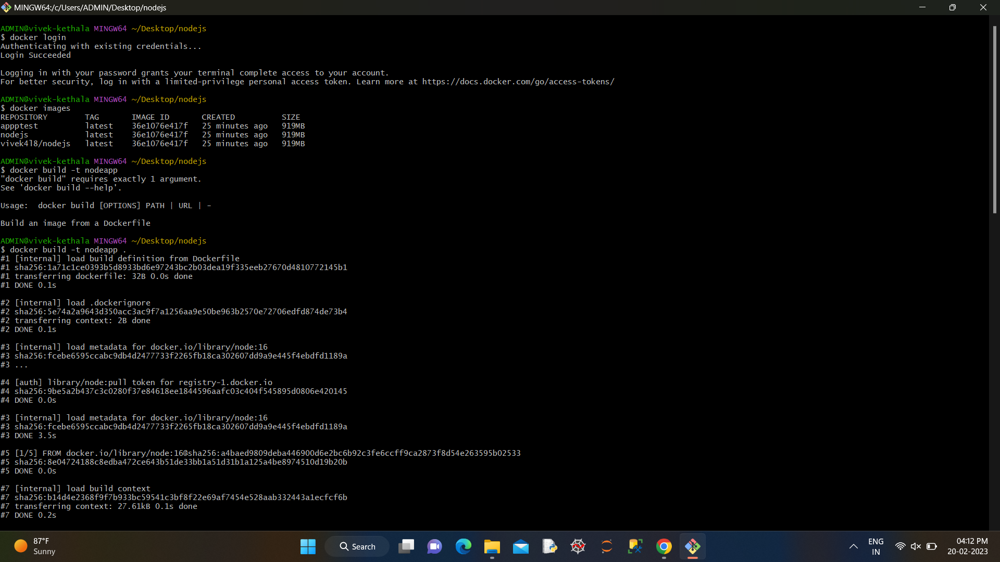 MINGW64:/c/Users/ADMIN/Desktop/nodejs
ADMIN@vivek-kethala MINGW64 ~/Desktop/nodejs
$ docker login
Authenticating with existing credentials...
Login Succeeded
Logging in with your password grants your terminal complete access to your account.
For better security, log in with a limited-privilege personal access token. Learn more at https://docs.docker.com/go/access-tokens/
ADMIN@vivek-kethala MINGW64 ~/Desktop/nodejs
$ docker images
REPOSITORY TAG IMAGE ID CREATED SIZE
appptest latest 36e1076e417f 25 minutes ago 919MB
nodejs latest 36e1076e417f 25 minutes ago 919MB
vivek4l8/nodejs latest 36e1076e417f 25 minutes ago 919MB
ADMIN@vivek-kethala MINGW64 ~/Desktop/nodejs
$ docker build -t nodeapp
"docker build" requires exactly 1 argument.
See 'docker build --help'.
Usage:  docker build [OPTIONS] PATH | URL | -
Build an image from a Dockerfile
ADMIN@vivek-kethala MINGW64 ~/Desktop/nodejs
$ docker build -t nodeapp .
#1 [internal] load build definition from Dockerfile
#1 sha256:1a71c1ce0393b5d8933bd6e97243bc2b03dea19f335eeb27670d4810772145b1
#1 transferring dockerfile: 32B 0.0s done
#1 DONE 0.1s
#2 [internal] load .dockerignore
#2 sha256:5e74a2a9643d350acc3ac9f7a1256aa9e50be963b2570e72706edfd874de73b4
#2 transferring context: 2B done
#2 DONE 0.1s
#3 [internal] load metadata for docker.io/library/node:16
#3 sha256:fcebe6595ccabc9db4d2477733f2265fb18ca302607dd9a9e445f4ebdfd1189a
#3 ...
#4 [auth] library/node:pull token for registry-1.docker.io
#4 sha256:9be5a2b437c3c0280f37e84618ee1844596aafc03c404f545895d0806e420145
#4 DONE 0.0s
#3 [internal] load metadata for docker.io/library/node:16
#3 sha256:fcebe6595ccabc9db4d2477733f2265fb18ca302607dd9a9e445f4ebdfd1189a
#3 DONE 3.5s
#5 [1/5] FROM docker.io/library/node:16@sha256:a4baed9809deba446900d6e2bc6b92c3fe6ccff9ca2873f8d54e263595b02533
#5 sha256:8e04724188c8edba472ce643b51de33bb1a51d31b1a125a4be8974510d19b20b
#5 DONE 0.0s
#7 [internal] load build context
#7 sha256:b14d4e2368f9f7b933bc59541c3bf8f22e69af7454e528aab332443a1ecfcf6b
#7 transferring context: 27.61kB 0.1s done
#7 DONE 0.2s
87°F
Sunny
Search
ENG
IN
04:12 PM
20-02-2023